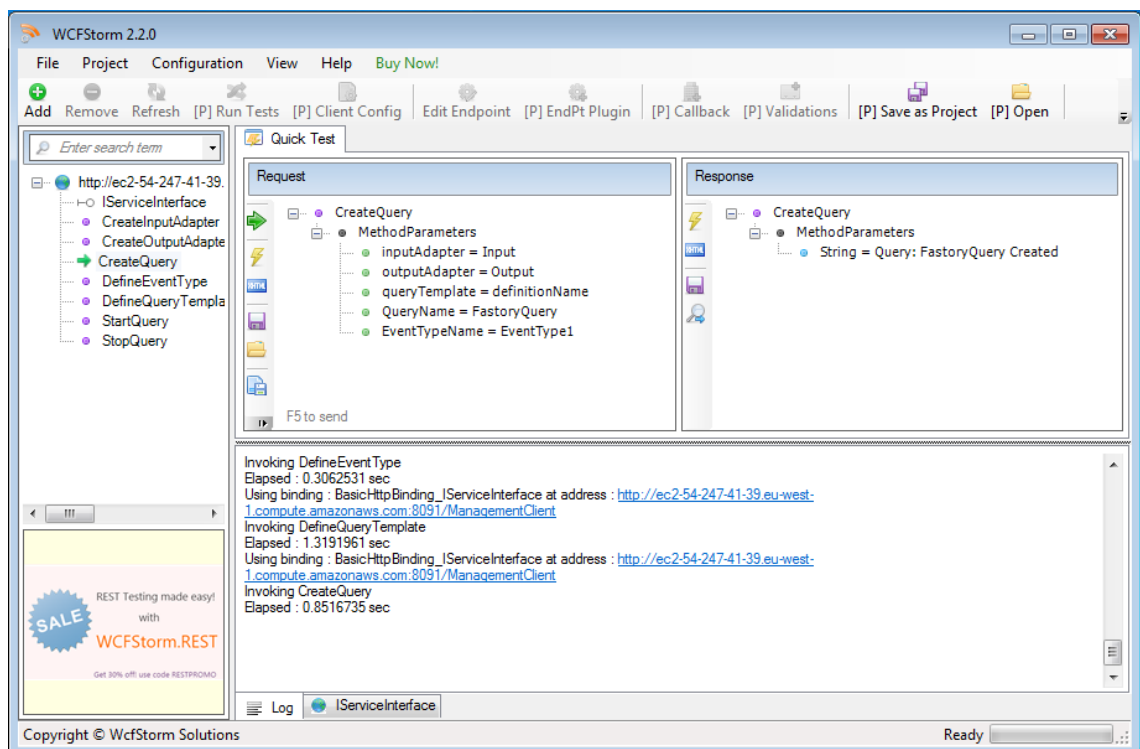 WCFStorm 2.2.0
File Project Configuration View Help Buy Now!
Add Remove Refresh [P] Run Tests [P] Client Config Edit Endpoint [P] EndPt Plugin [P] Callback [P] Validations [P] Save as Project [P] Open
Enter search term
http://ec2-54-247-41-39.
IServiceInterface
CreateInputAdapter
CreateOutputAdapte
CreateQuery
DefineEventType
DefineQueryTempla
StartQuery
StopQuery
REST Testing made easy!
with
SALE
WCFStorm.REST
Get 30% off! use code RESTPROMO
Quick Test
Request
CreateQuery
MethodParameters
inputAdapter = Input
outputAdapter = Output
queryTemplate = definitionName
QueryName = FastoryQuery
EventTypeName = EventType1
F5 to send
Response
CreateQuery
MethodParameters
String = Query: FastoryQuery Created
Invoking DefineEventType
Elapsed : 0.3062531 sec
Using binding : BasicHttpBinding_IServiceInterface at address : http://ec2-54-247-41-39.eu-west-
1.compute.amazonaws.com:8091/ManagementClient
Invoking DefineQueryTemplate
Elapsed : 1.3191961 sec
Using binding : BasicHttpBinding_IServiceInterface at address : http://ec2-54-247-41-39.eu-west-
1.compute.amazonaws.com:8091/ManagementClient
Invoking CreateQuery
Elapsed : 0.8516735 sec
Log IServiceInterface
Copyright © WcfStorm Solutions
Ready